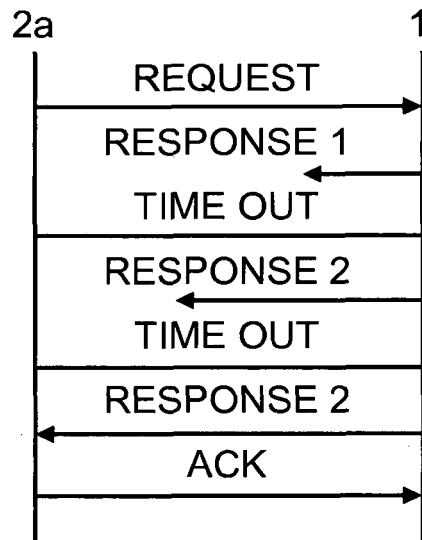 2a 1
REQUEST
RESPONSE 1
TIME OUT
RESPONSE 2
TIME OUT
RESPONSE 2
ACK